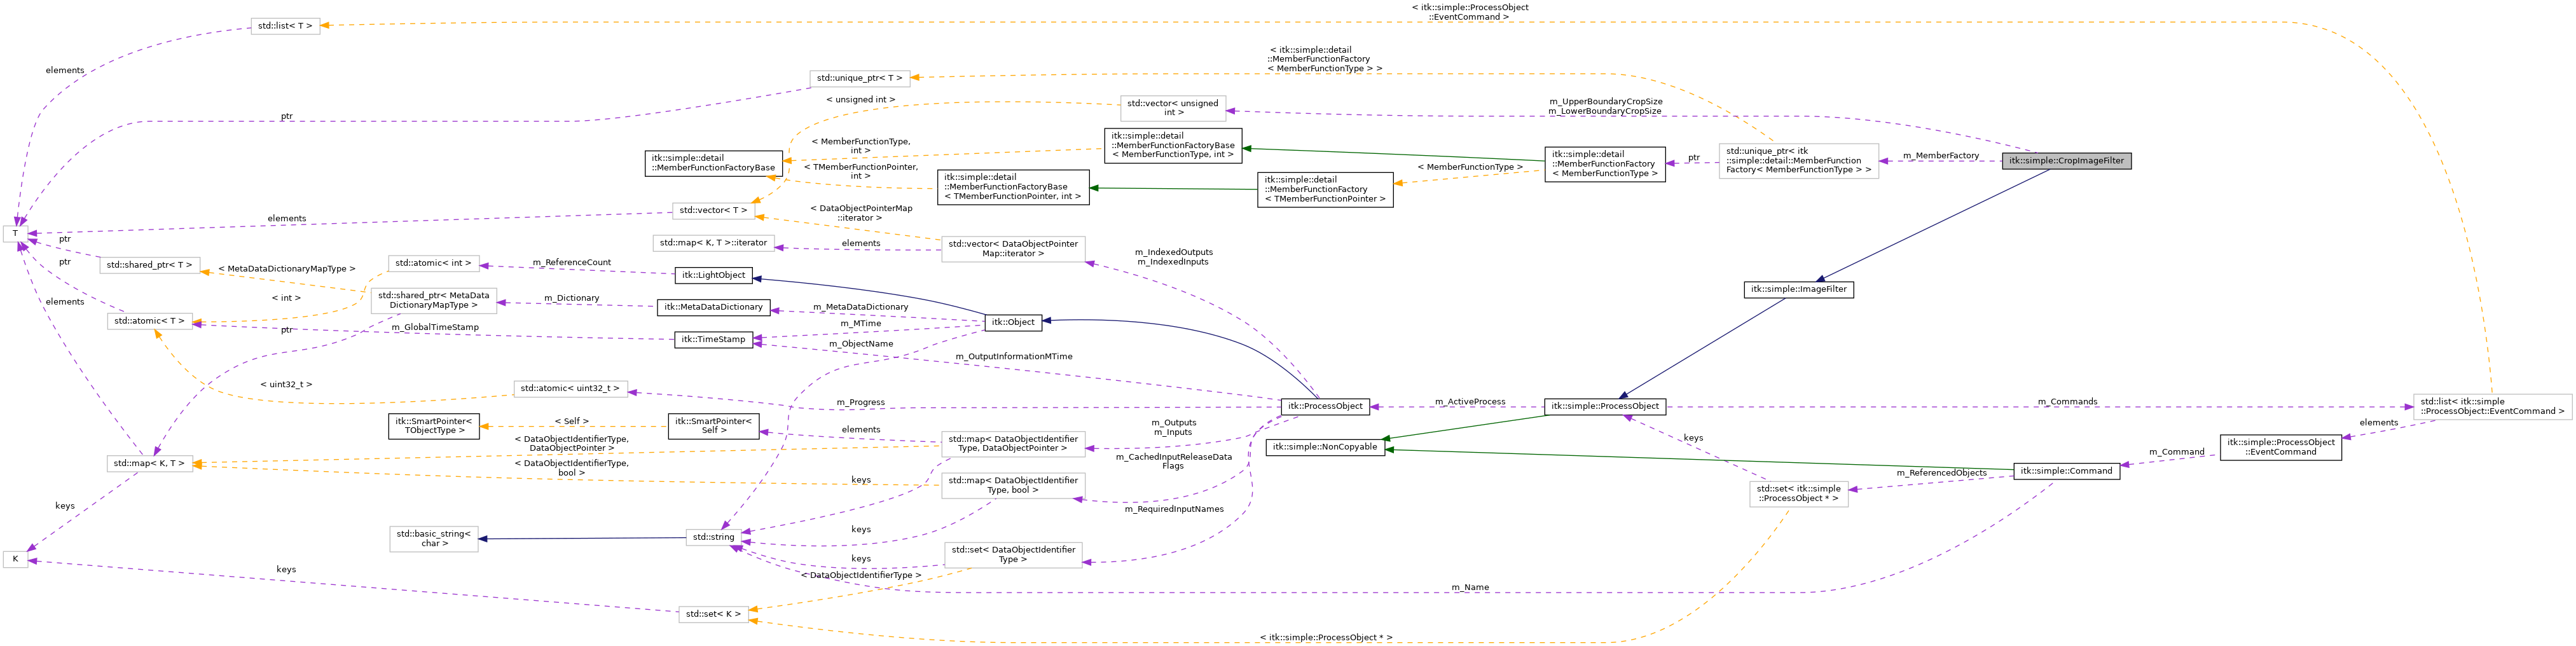 < itk::simple::ProcessObject
::EventCommand >
std::list< T >
elements
< itk::simple::detail
::MemberFunctionFactory
< MemberFunctionType > >
std::unique_ptr< T >
ptr
< unsigned int >
std::vector< unsigned
int >
m_UpperBoundaryCropSize
m_LowerBoundaryCropSize
itk::simple::detail
::MemberFunctionFactoryBase
< MemberFunctionType,
int >
itk::simple::detail
::MemberFunctionFactoryBase
< MemberFunctionType, int >
< TMemberFunctionPointer,
int >
itk::simple::detail
::MemberFunctionFactoryBase
< TMemberFunctionPointer, int >
itk::simple::detail
::MemberFunctionFactory
< TMemberFunctionPointer >
< MemberFunctionType >
itk::simple::detail
::MemberFunctionFactory
< MemberFunctionType >
ptr
std::unique_ptr< itk
::simple::detail::MemberFunction
Factory< MemberFunctionType > >
m_MemberFactory
itk::simple::CropImageFilter
std::vector< T >
elements
< DataObjectPointerMap
::iterator >
T
ptr
std::map< K, T >::iterator
elements
std::vector< DataObjectPointer
Map::iterator >
m_IndexedOutputs
m_IndexedInputs
std::shared_ptr< T >
ptr
< MetaDataDictionaryMapType >
std::atomic< int >
m_ReferenceCount
itk::LightObject
< int >
elements
std::shared_ptr< MetaData
DictionaryMapType >
m_Dictionary
itk::MetaDataDictionary
m_MetaDataDictionary
itk::simple::ImageFilter
std::atomic< T >
ptr
m_GlobalTimeStamp
itk::TimeStamp
m_MTime
itk::Object
m_ObjectName
m_OutputInformationMTime
< uint32_t >
std::atomic< uint32_t >
m_Progress
itk::ProcessObject
m_ActiveProcess
itk::simple::ProcessObject
m_Commands
std::list< itk::simple
::ProcessObject::EventCommand >
itk::SmartPointer<
TObjectType >
< Self >
itk::SmartPointer<
Self >
elements
std::map< DataObjectIdentifier
Type, DataObjectPointer >
m_Outputs
m_Inputs
itk::simple::NonCopyable
keys
elements
itk::simple::ProcessObject
::EventCommand
< DataObjectIdentifierType,
DataObjectPointer >
std::map< K, T >
< DataObjectIdentifierType,
bool >
keys
std::map< DataObjectIdentifier
Type, bool >
m_CachedInputReleaseData
Flags
m_Command
itk::simple::Command
m_ReferencedObjects
std::set< itk::simple
::ProcessObject * >
keys
m_RequiredInputNames
std::basic_string<
char >
std::string
keys
keys
std::set< DataObjectIdentifier
Type >
K
keys
< DataObjectIdentifierType >
m_Name
std::set< K >
< itk::simple::ProcessObject * >